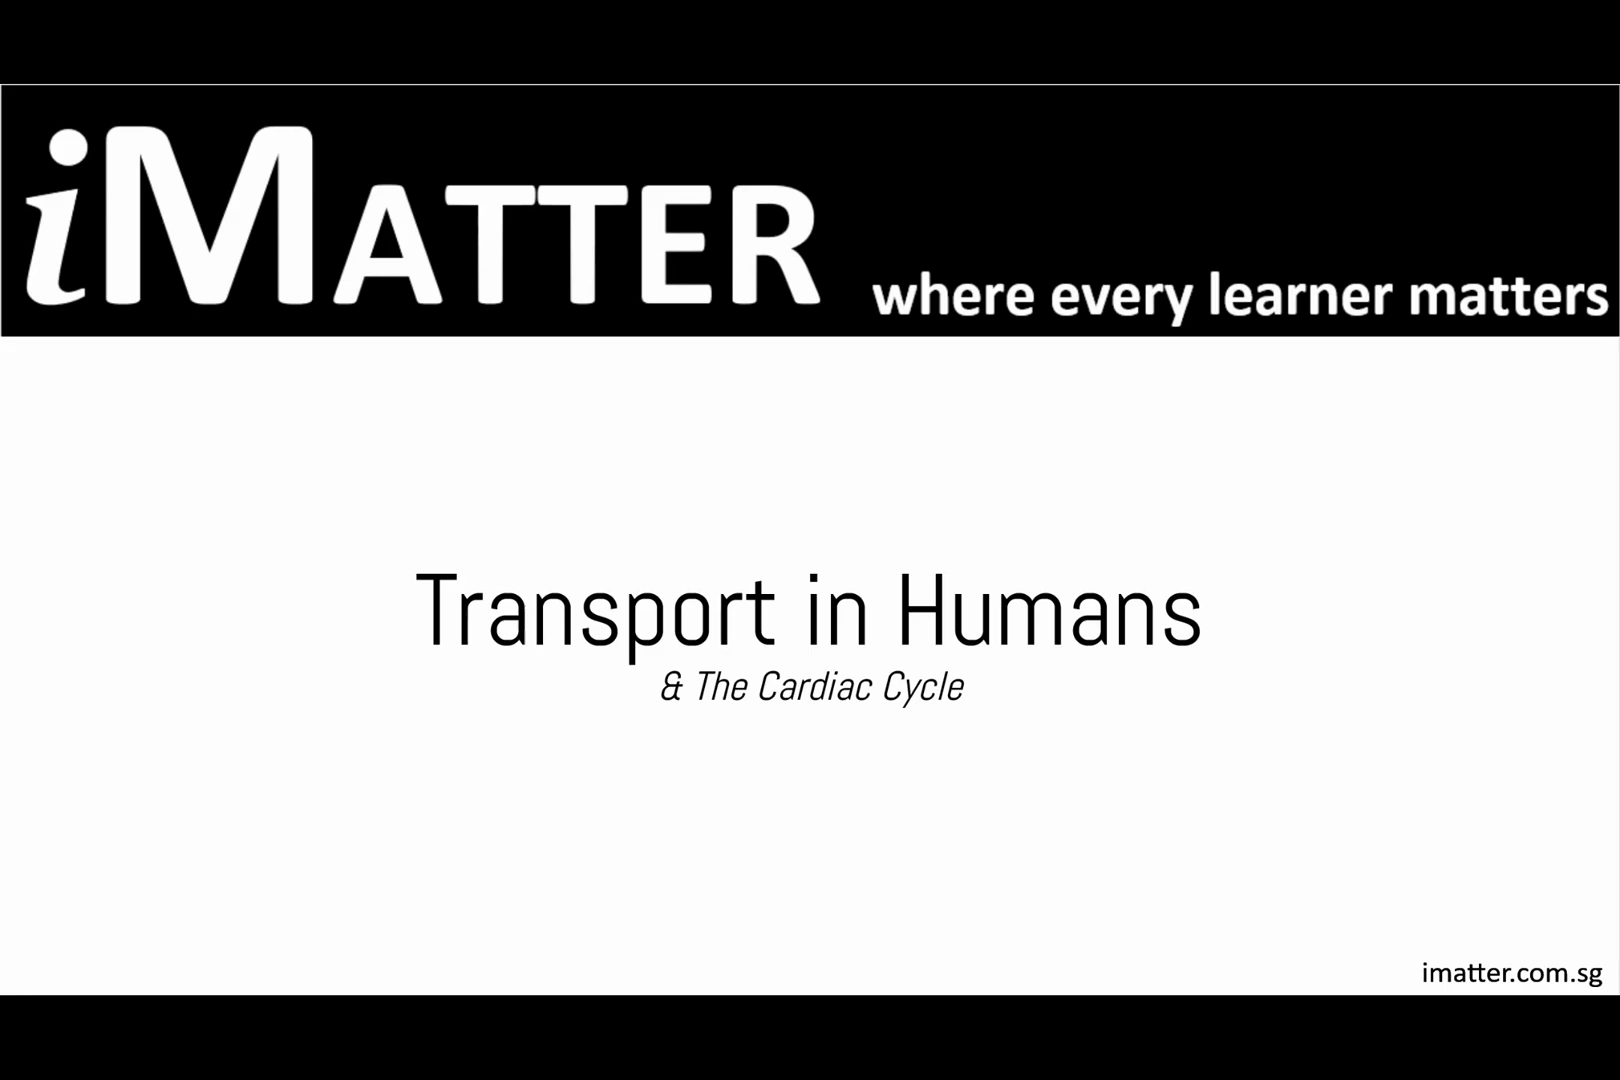 iMATTER where every learner matters
Transport in Humans
& The Cardiac Cycle
imatter.com.sg